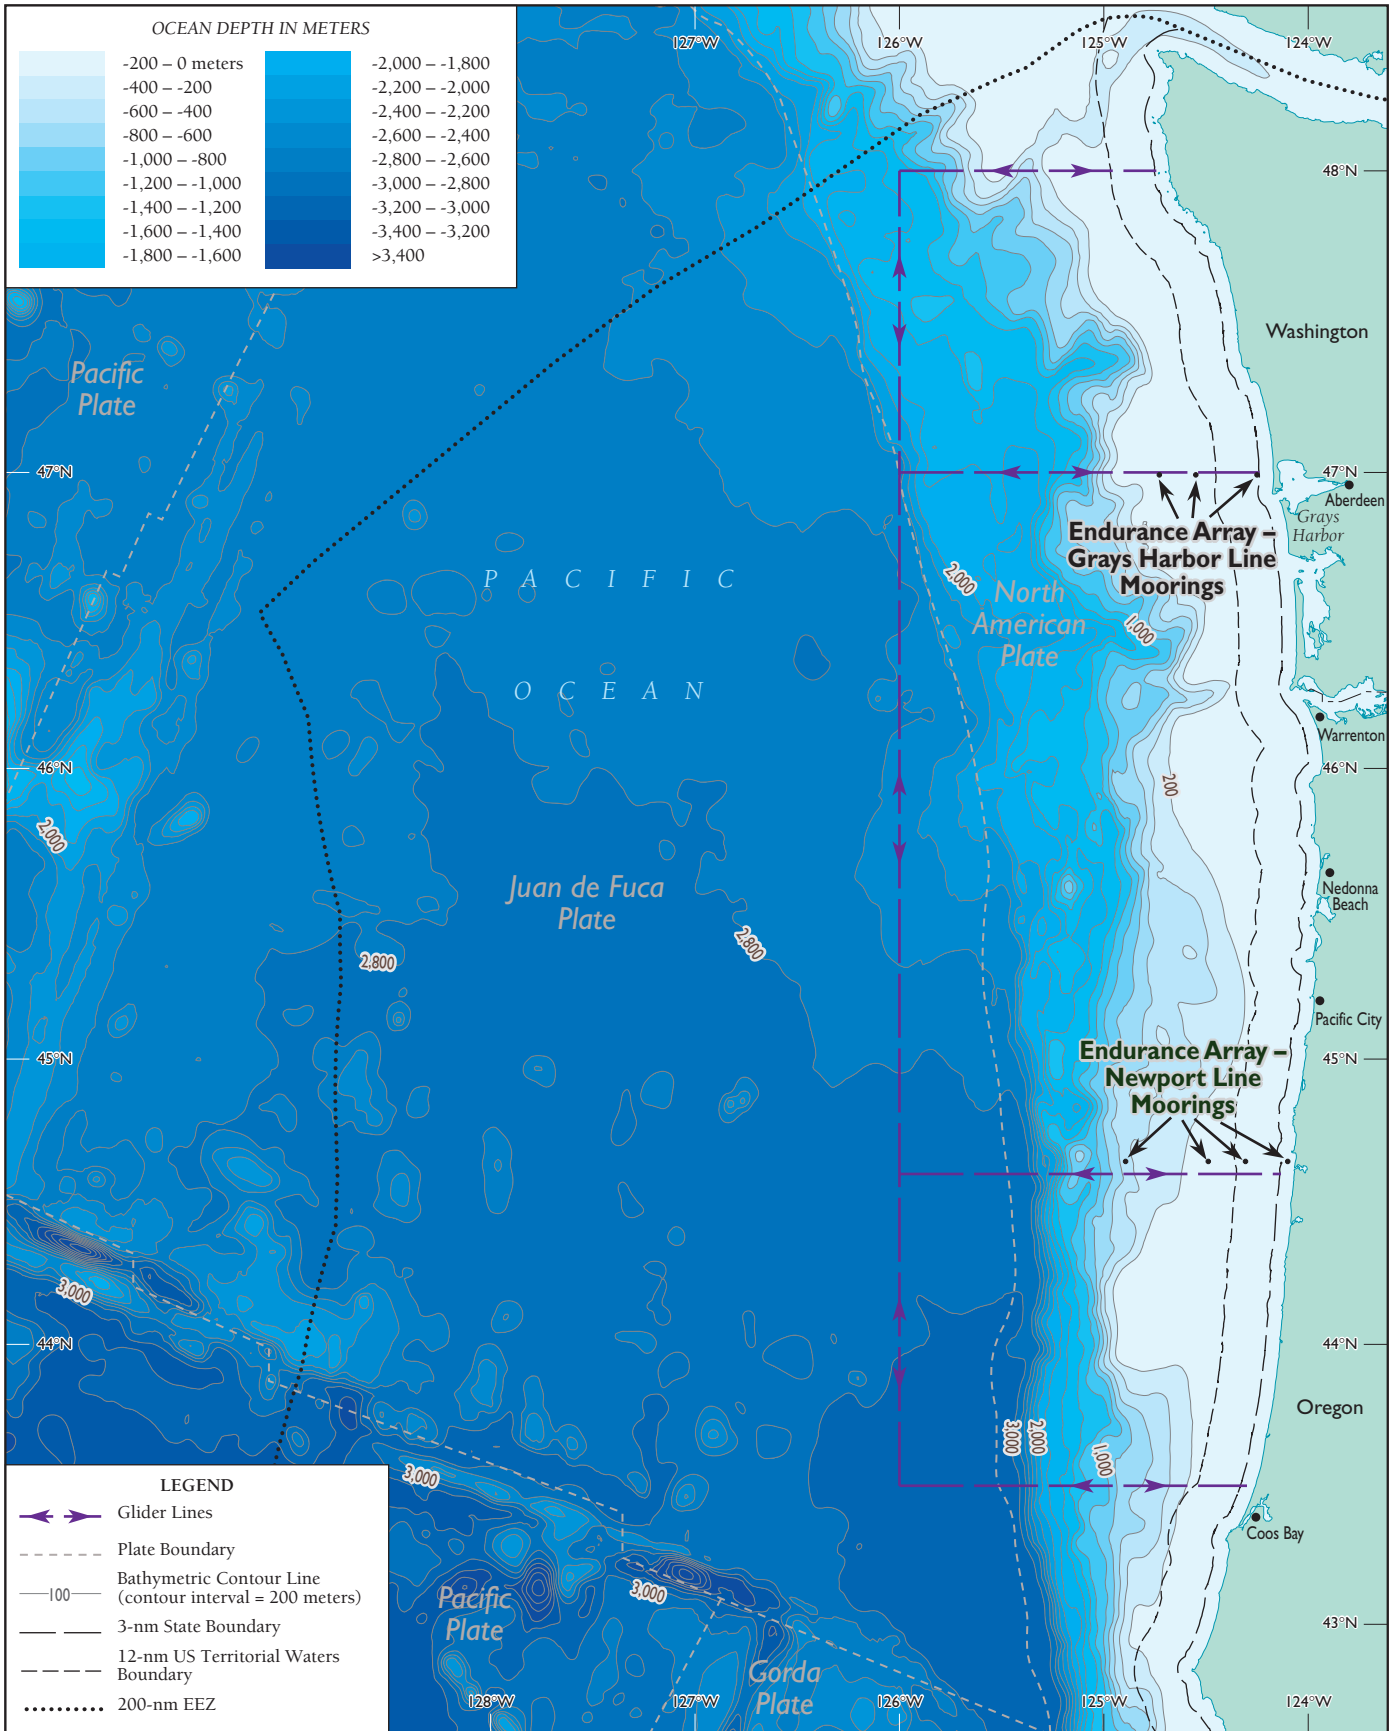 OCEAN DEPTH IN METERS
-200 – 0 meters
-400 – -200
-600 – -400
-800 – -600
-1,000 – -800
-1,200 – -1,000
-1,400 – -1,200
-1,600 – -1,400
-1,800 – -1,600
-2,000 – -1,800
-2,200 – -2,000
-2,400 – -2,200
-2,600 – -2,400
-2,800 – -2,600
-3,000 – -2,800
-3,200 – -3,000
-3,400 – -3,200
>3,400
127°W
126°W
125°W
124°W
48°N
Washington
Pacific
Plate
47°N
47°N
Aberdeen
Grays
Harbor
Endurance Array –
Grays Harbor Line
Moorings
PACIFIC
OCEAN
2,000
North
American
Plate
1,000
Warrenton
46°N
46°N
200
2,000
Juan de Fuca
Plate
Nedonna
Beach
2,800
2,800
Pacific City
45°N
45°N
Endurance Array –
Newport Line
Moorings
3,000
44°N
44°N
Oregon
3,000
2,000
1,000
3,000
Coos Bay
3,000
Pacific
Plate
43°N
Gorda
Plate
128°W
127°W
126°W
125°W
124°W
LEGEND
Glider Lines
Plate Boundary
100
Bathymetric Contour Line
(contour interval = 200 meters)
3-nm State Boundary
12-nm US Territorial Waters
Boundary
200-nm EEZ